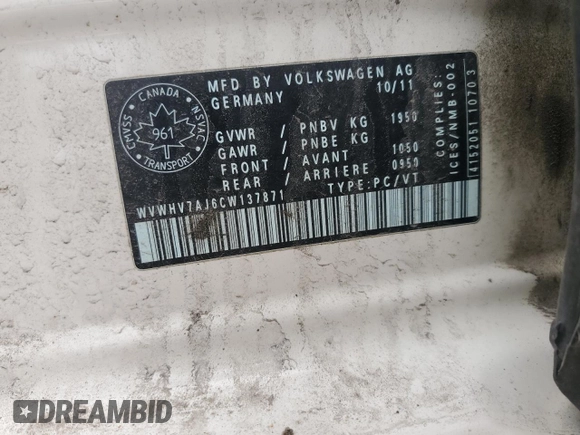 MFD BY VOLKSWAGEN AG
GERMANY 10/11
GVWR / PNBV KG 1950
GAWR / PNBE KG
FRONT / AVANT 1050
REAR / ARRIERE 0950
WVWHV7AJ6CW137871 TYPE:PC/VT
COMPLIES:
ICES/NMB-002
4152051 1070 3
CANADA
CMVSS
NSVAC
961
TRANSPORT
DREAMBID